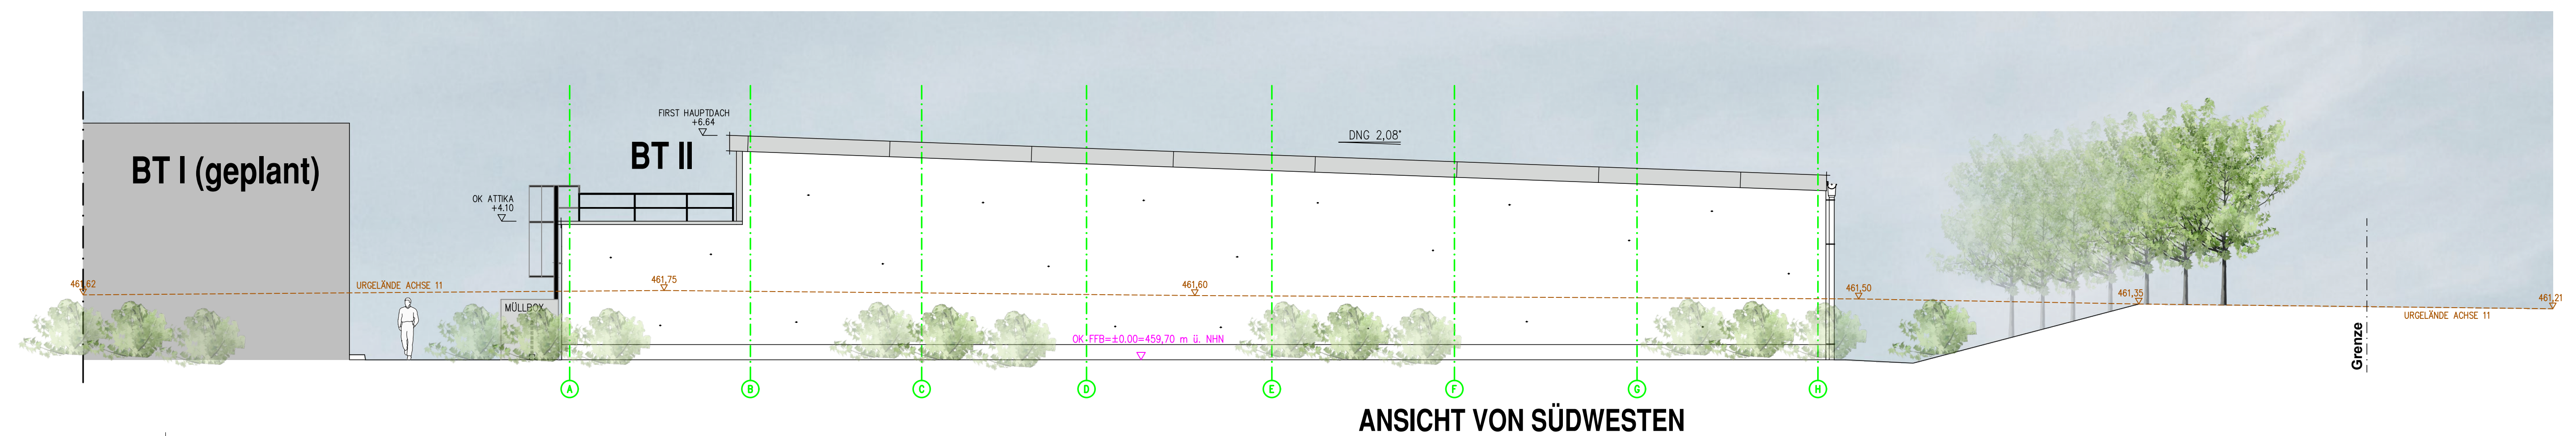 FIRST HAUPTDACH
+6.64
DNG 2,08°
BT II
BT I (geplant)
OK ATTIKA
+4.10
461,62
URGELÄNDE ACHSE 11
461,75
461,60
461,50
461,35
461,21
URGELÄNDE ACHSE 11
MÜLLBOX
OK FFB=±0.00=459,70 m ü. NHN
Grenze
A
B
C
D
E
F
G
H
ANSICHT VON SÜDWESTEN